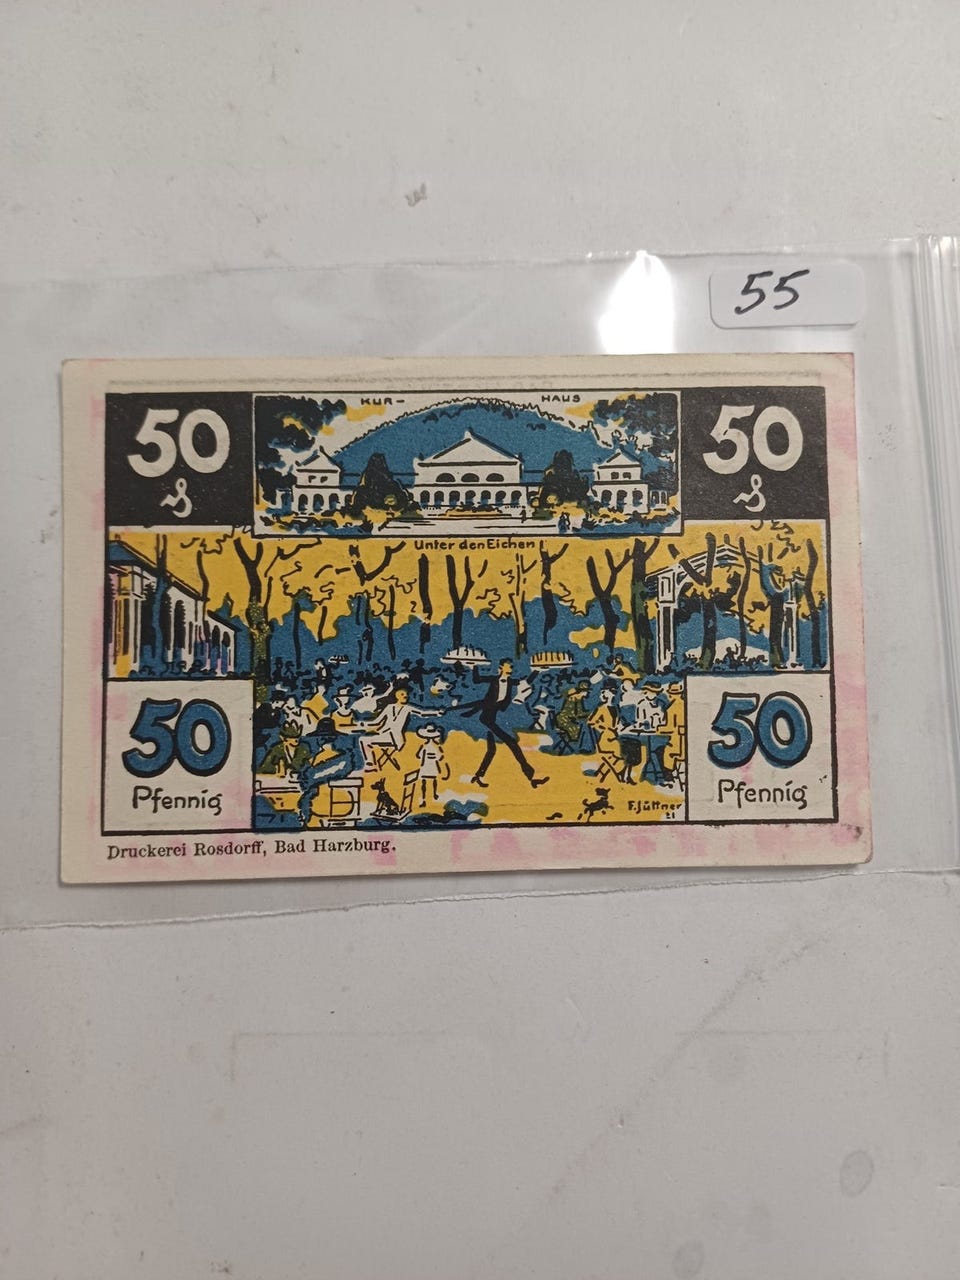 55
50 50
KUR- HAUS
Unter den Eichen
50 50
Pfennig Pfennig
F. Jüttner
21
Druckerei Rosdorff, Bad Harzburg.